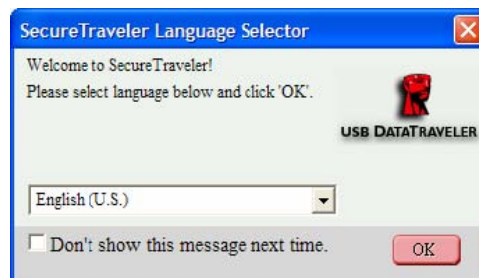 SecureTraveler Language Selector
Welcome to SecureTraveler!
Please select language below and click 'OK'.
USB DATATRAVELER
English (U.S.)
Don't show this message next time.
OK